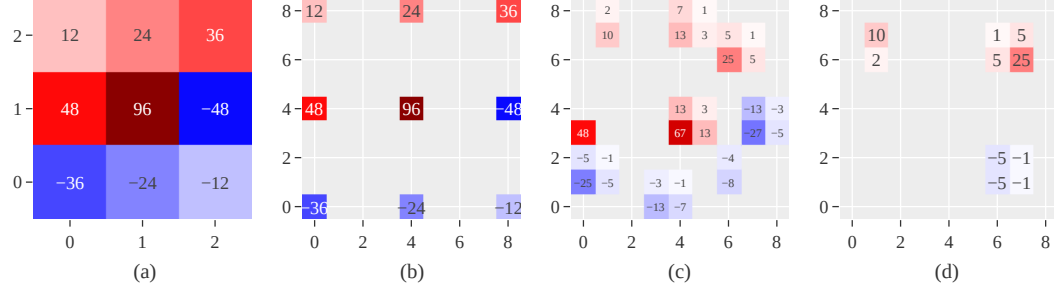 2 12 24 36
1 48 96 −48
0 −36 −24 −12
0 1 2
(a)
8 12 24 36
6
4 48 96 −48
2
0 −36 −24 −12
0 2 4 6 8
(b)
8 2 7 1
10 13 3 5 1
6 25 5
4 13 3 −13 −3
48 67 13 −27 −5
2 −5 −1 −4
−25 −5 −3 −1 −8
0 −13 −7
0 2 4 6 8
(c)
8
10 1 5
6 2 5 25
4
2 −5 −1
−5 −1
0
0 2 4 6 8
(d)